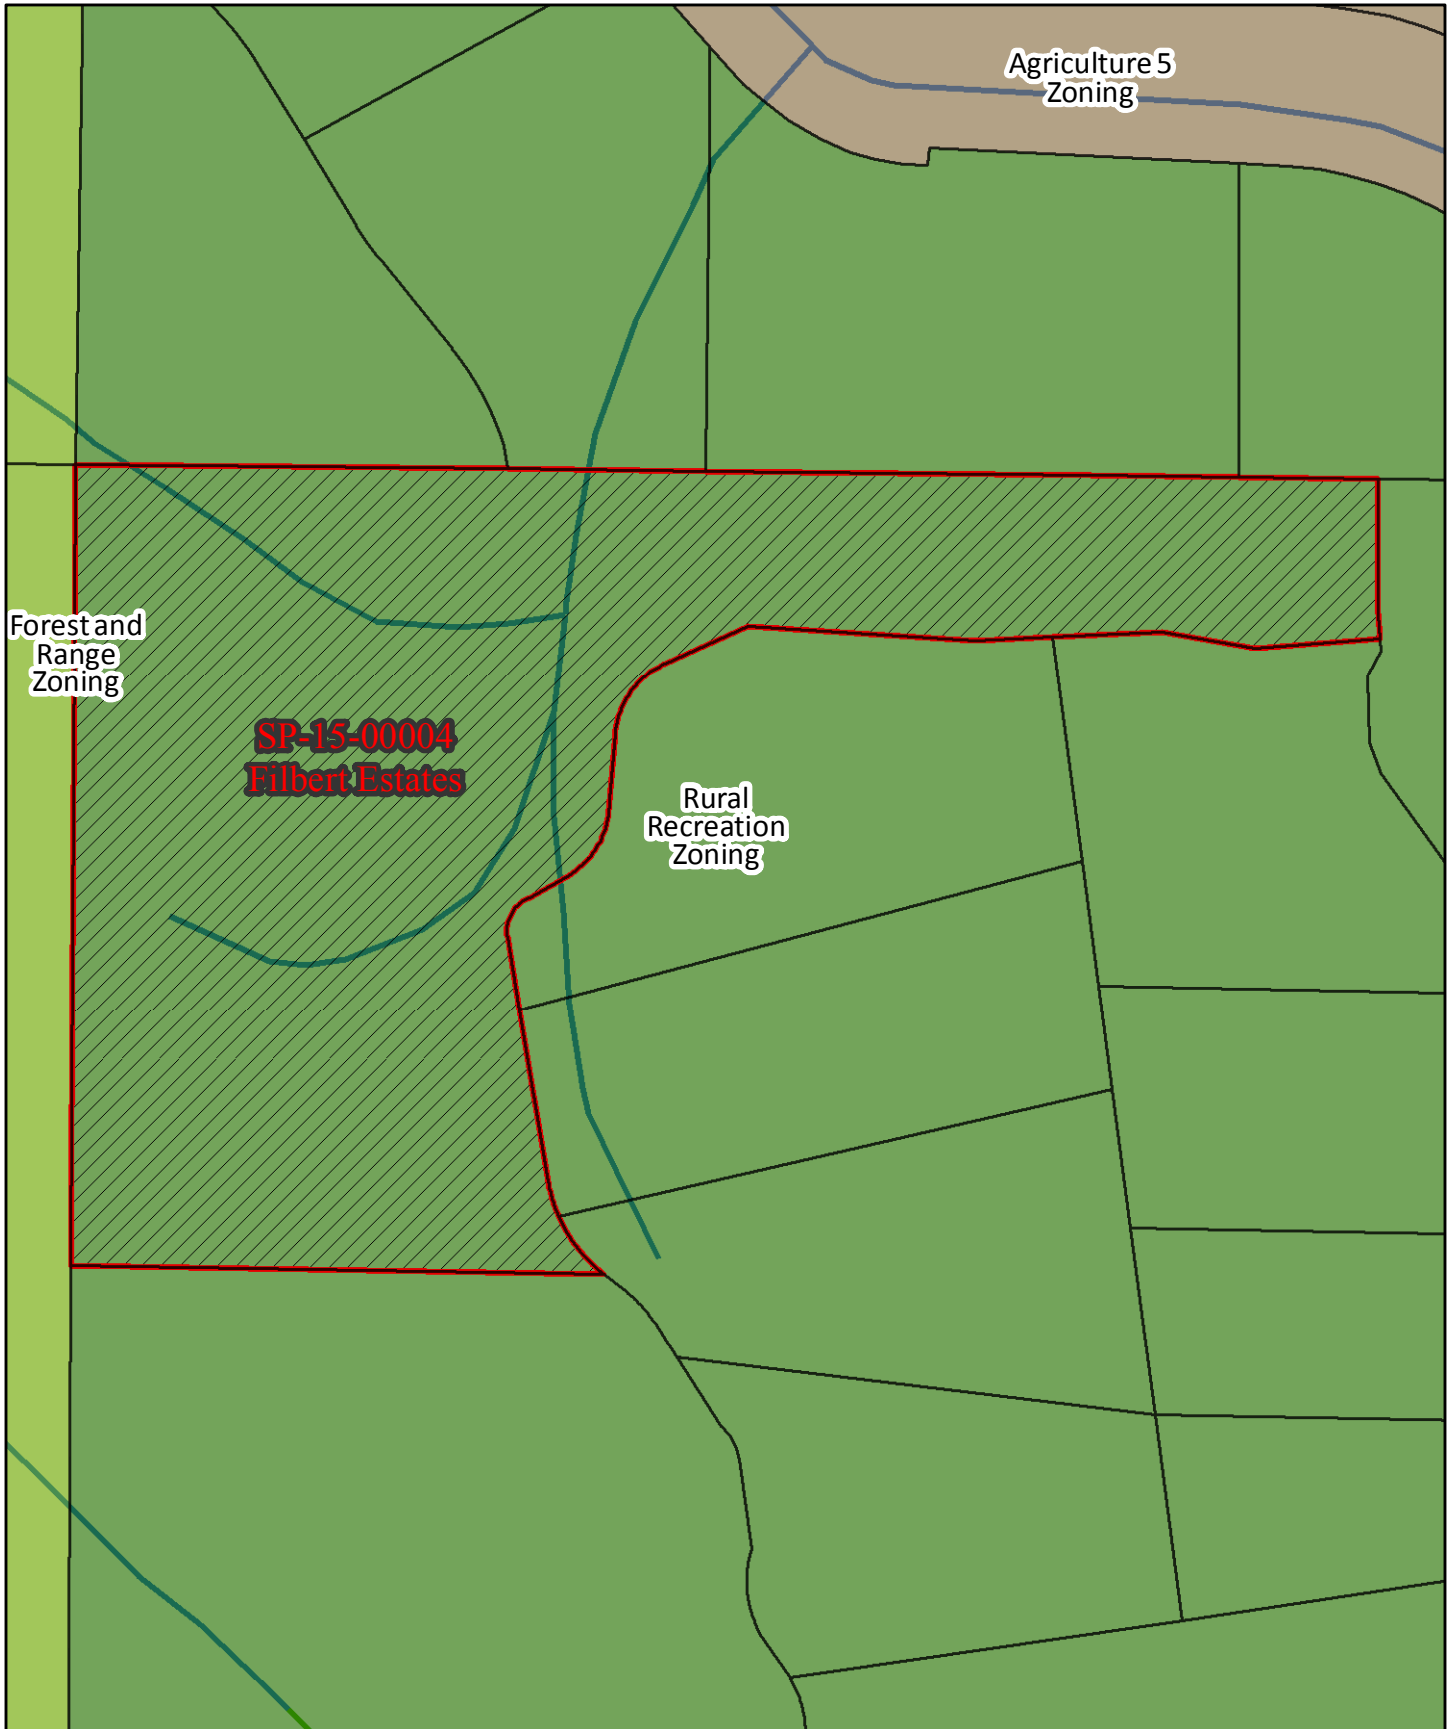 Agriculture 5
Zoning
Forest and
Range
Zoning
SP-15-00004
Filbert Estates
Rural
Recreation
Zoning